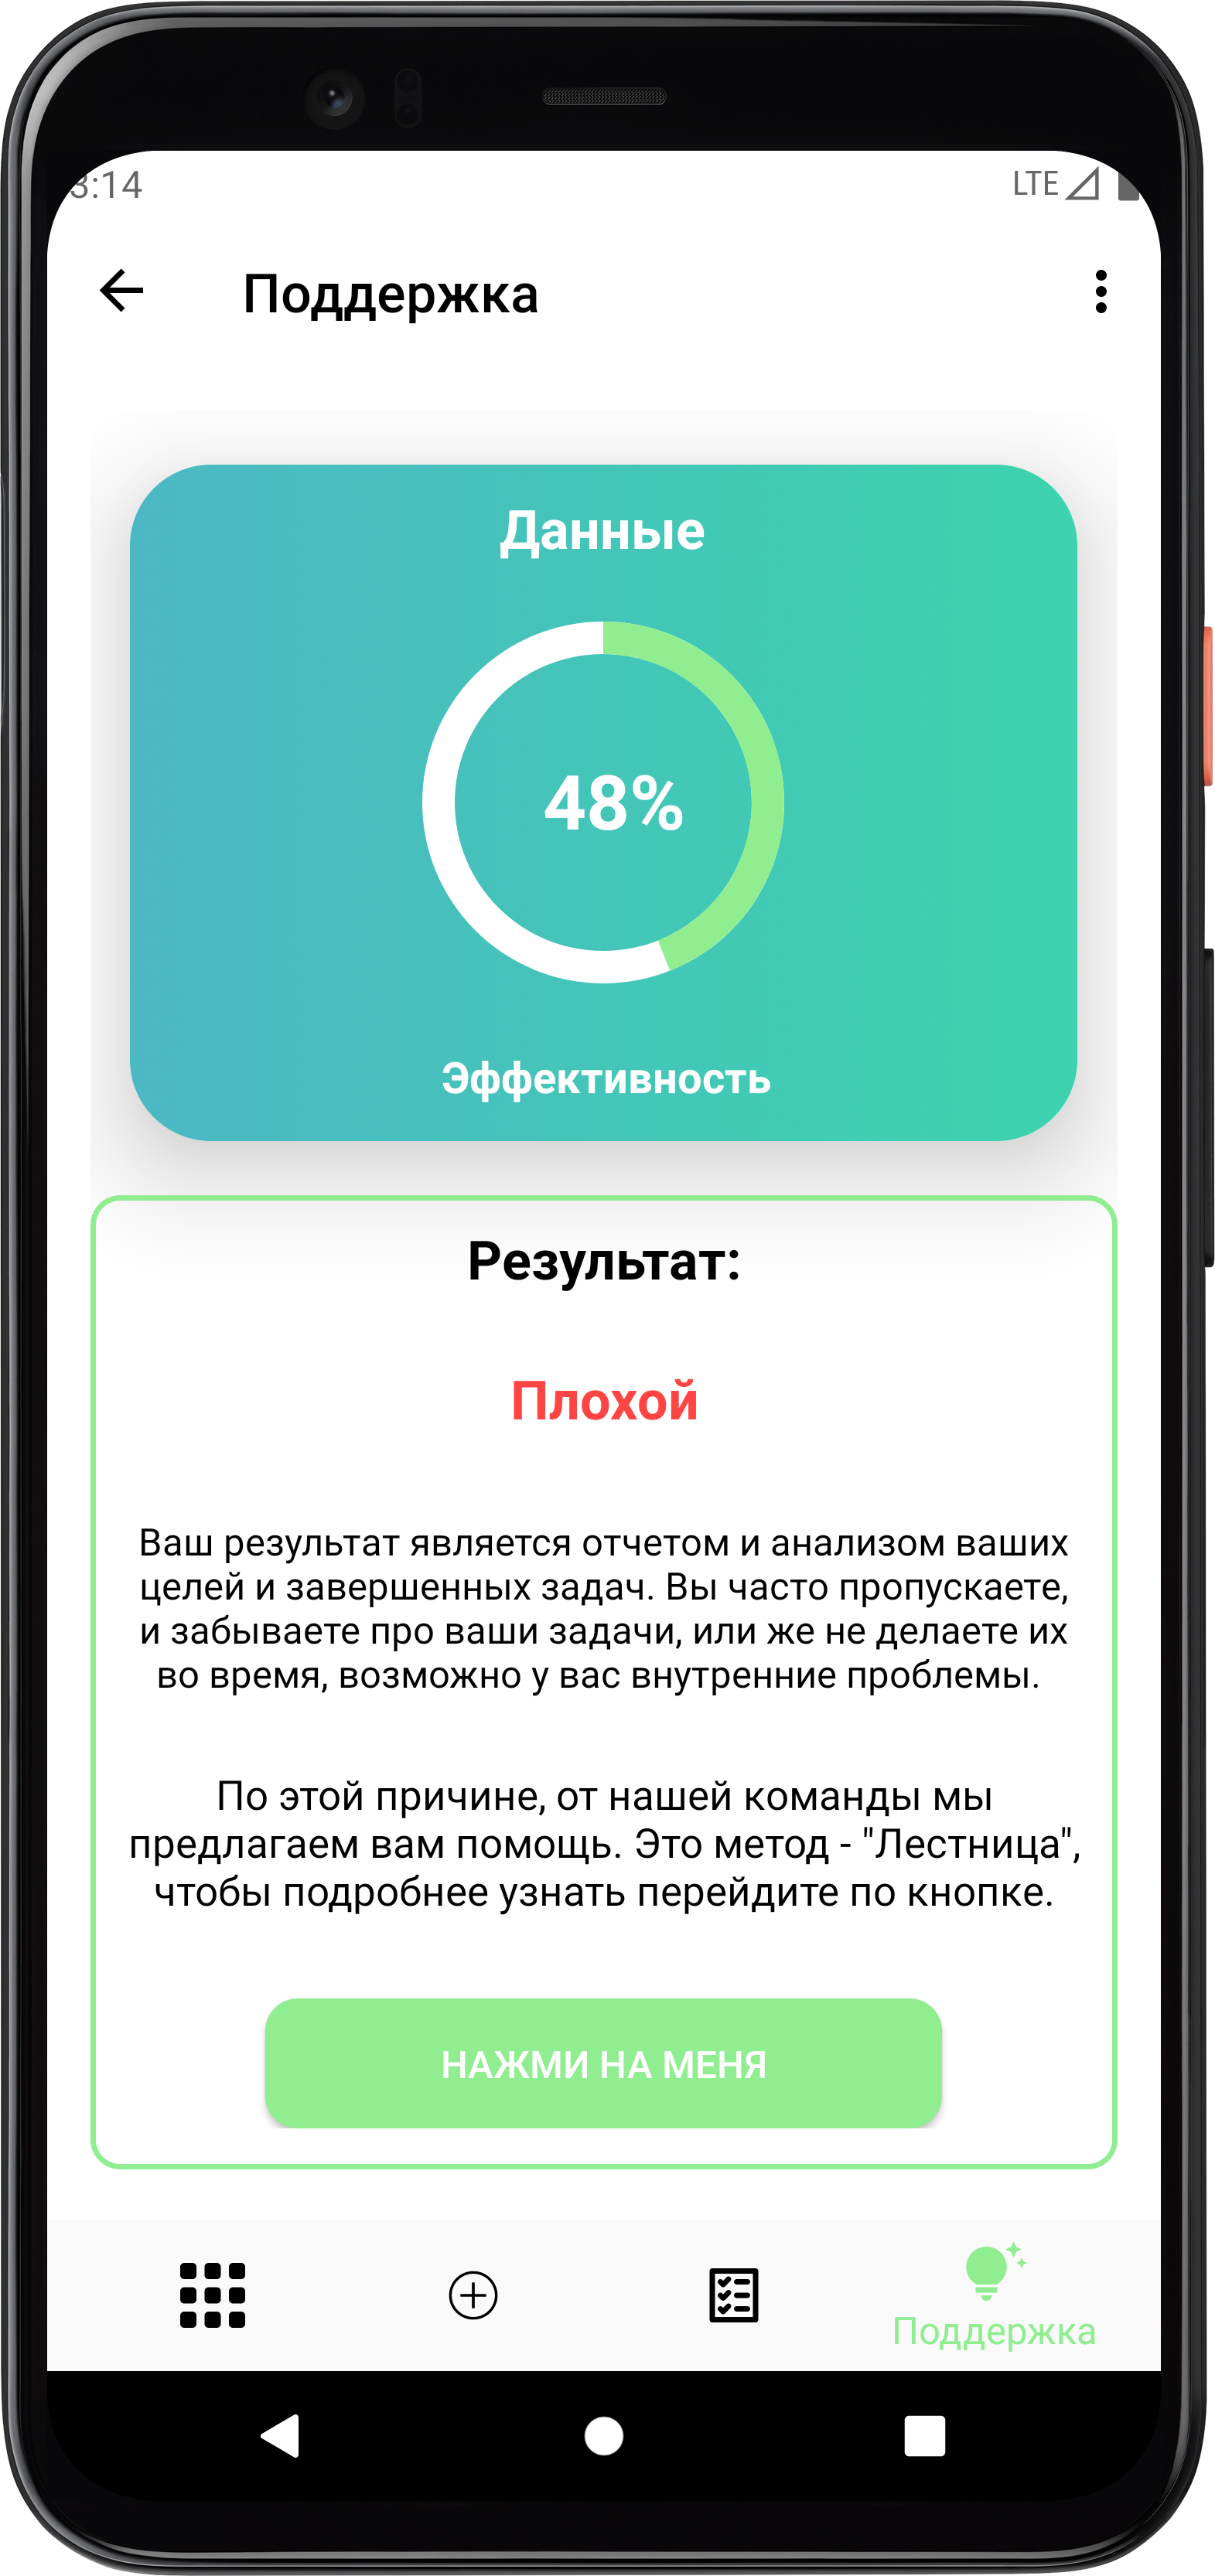 3:14
LTE
Поддержка
Данные
48%
Эффективность
Результат:
Плохой
Ваш результат является отчетом и анализом ваших
целей и завершенных задач. Вы часто пропускаете,
и забываете про ваши задачи, или же не делаете их
во время, возможно у вас внутренние проблемы.
По этой причине, от нашей команды мы
предлагаем вам помощь. Это метод - "Лестница",
чтобы подробнее узнать перейдите по кнопке.
НАЖМИ НА МЕНЯ
Поддержка